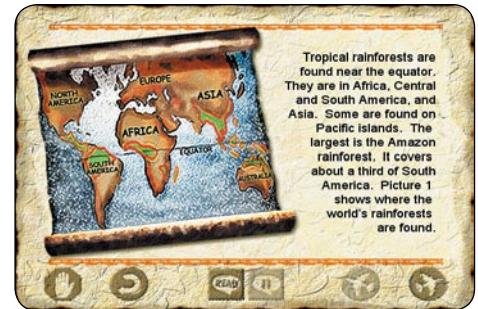 NORTH
AMERICA
EUROPE
ASIA
AFRICA
EQUATOR
SOUTH
AMERICA
AUSTRALIA
Tropical rainforests are
found near the equator.
They are in Africa, Central
and South America, and
Asia. Some are found on
Pacific islands. The
largest is the Amazon
rainforest. It covers
about a third of South
America. Picture 1
shows where the
world's rainforests
are found.
READ